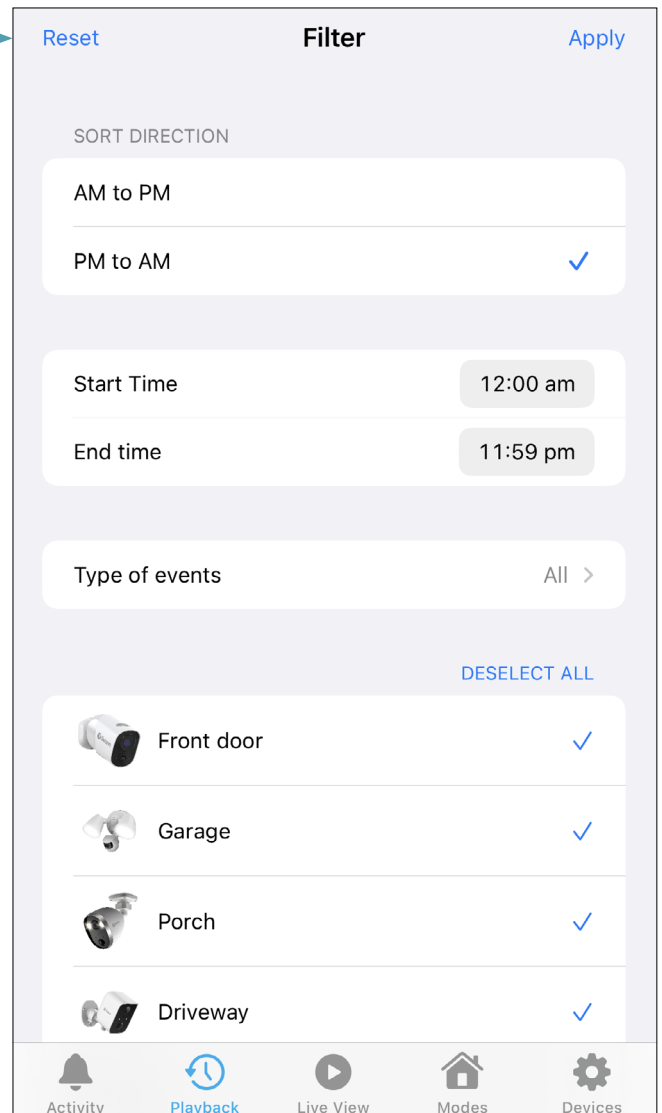 Reset Filter Apply
SORT DIRECTION
AM to PM
PM to AM
Start Time 12:00 am
End time 11:59 pm
Type of events All
DESELECT ALL
Front door
Garage
Porch
Driveway
Activity Playback Live View Modes Devices